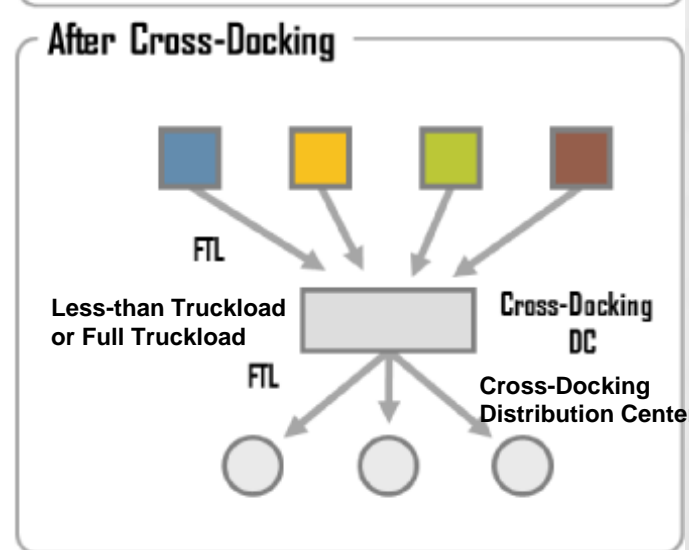 After Cross-Docking
FTL
Less-than Truckload
or Full Truckload
Cross-Docking
DC
FTL
Cross-Docking
Distribution Cente